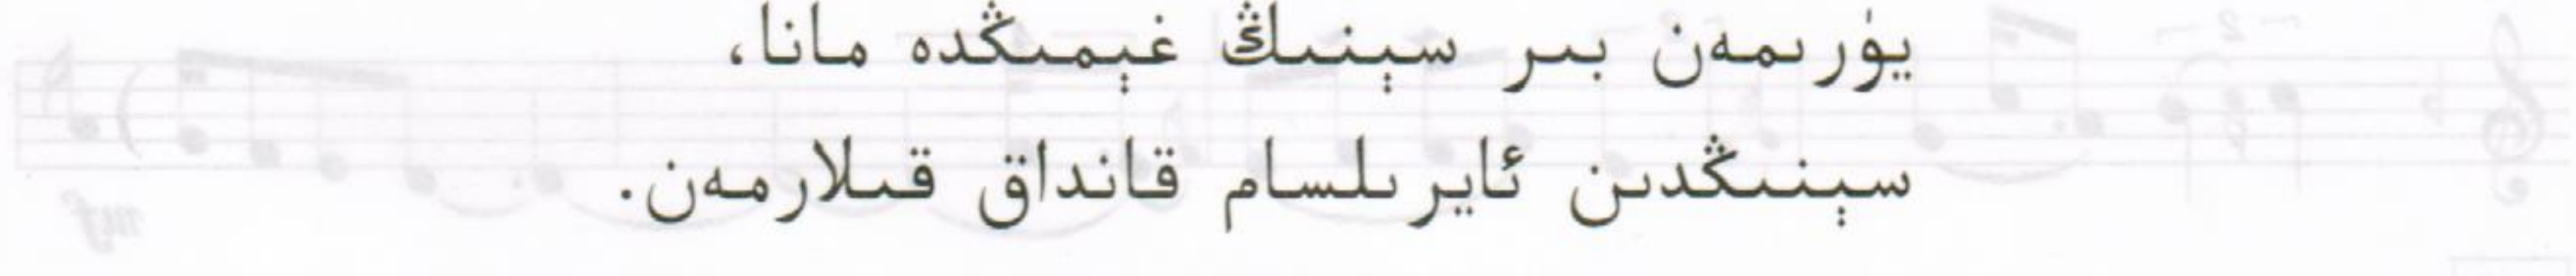 يۈرىمەن بىر سېنىڭ غېمىڭدە مانا،
سېنىڭدىن ئايرىلسام قانداق قىلارمەن.